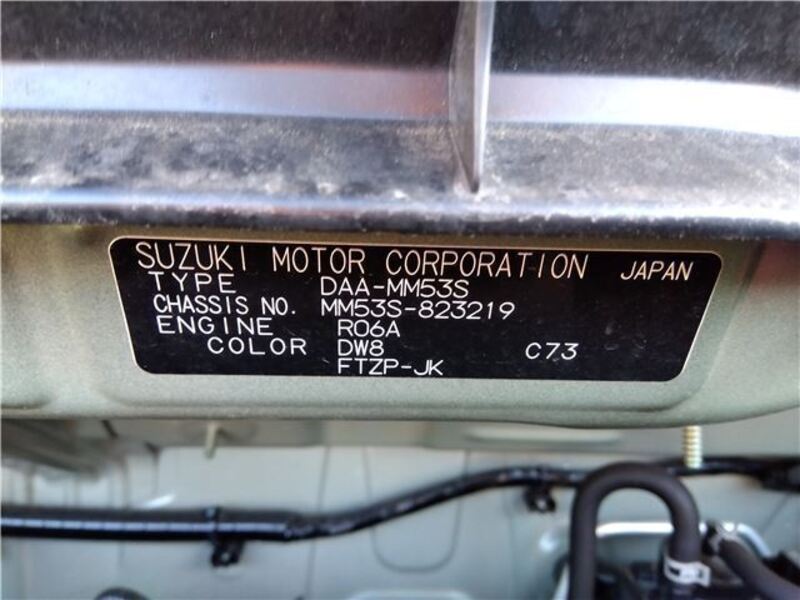 SUZUKI MOTOR CORPORATION JAPAN
TYPE DAA-MM53S
CHASSIS NO. MM53S-823219
ENGINE R06A
COLOR DW8 C73
FTZP-JK